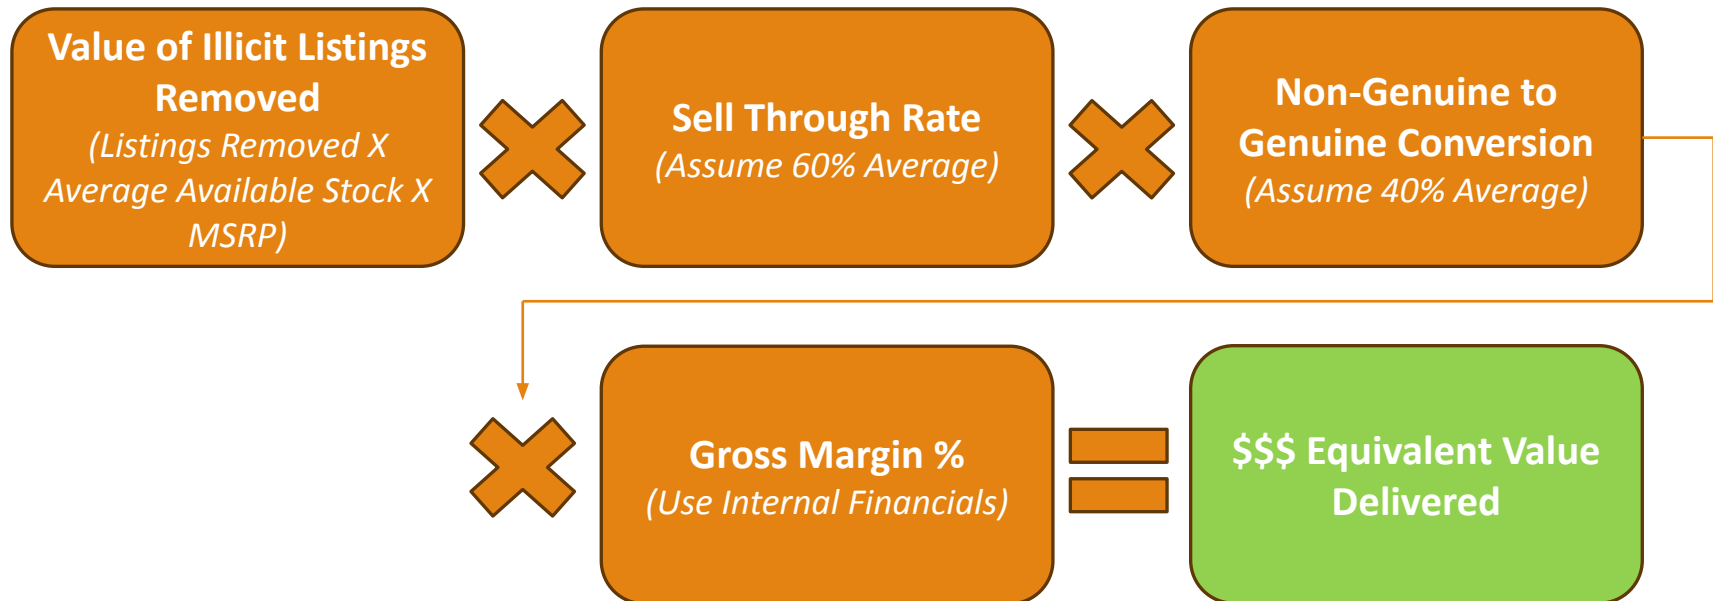 Value of Illicit Listings
Removed
(Listings Removed X
Average Available Stock X
MSRP)
Sell Through Rate
(Assume 60% Average)
Non-Genuine to
Genuine Conversion
(Assume 40% Average)
Gross Margin %
(Use Internal Financials)
$$$ Equivalent Value
Delivered